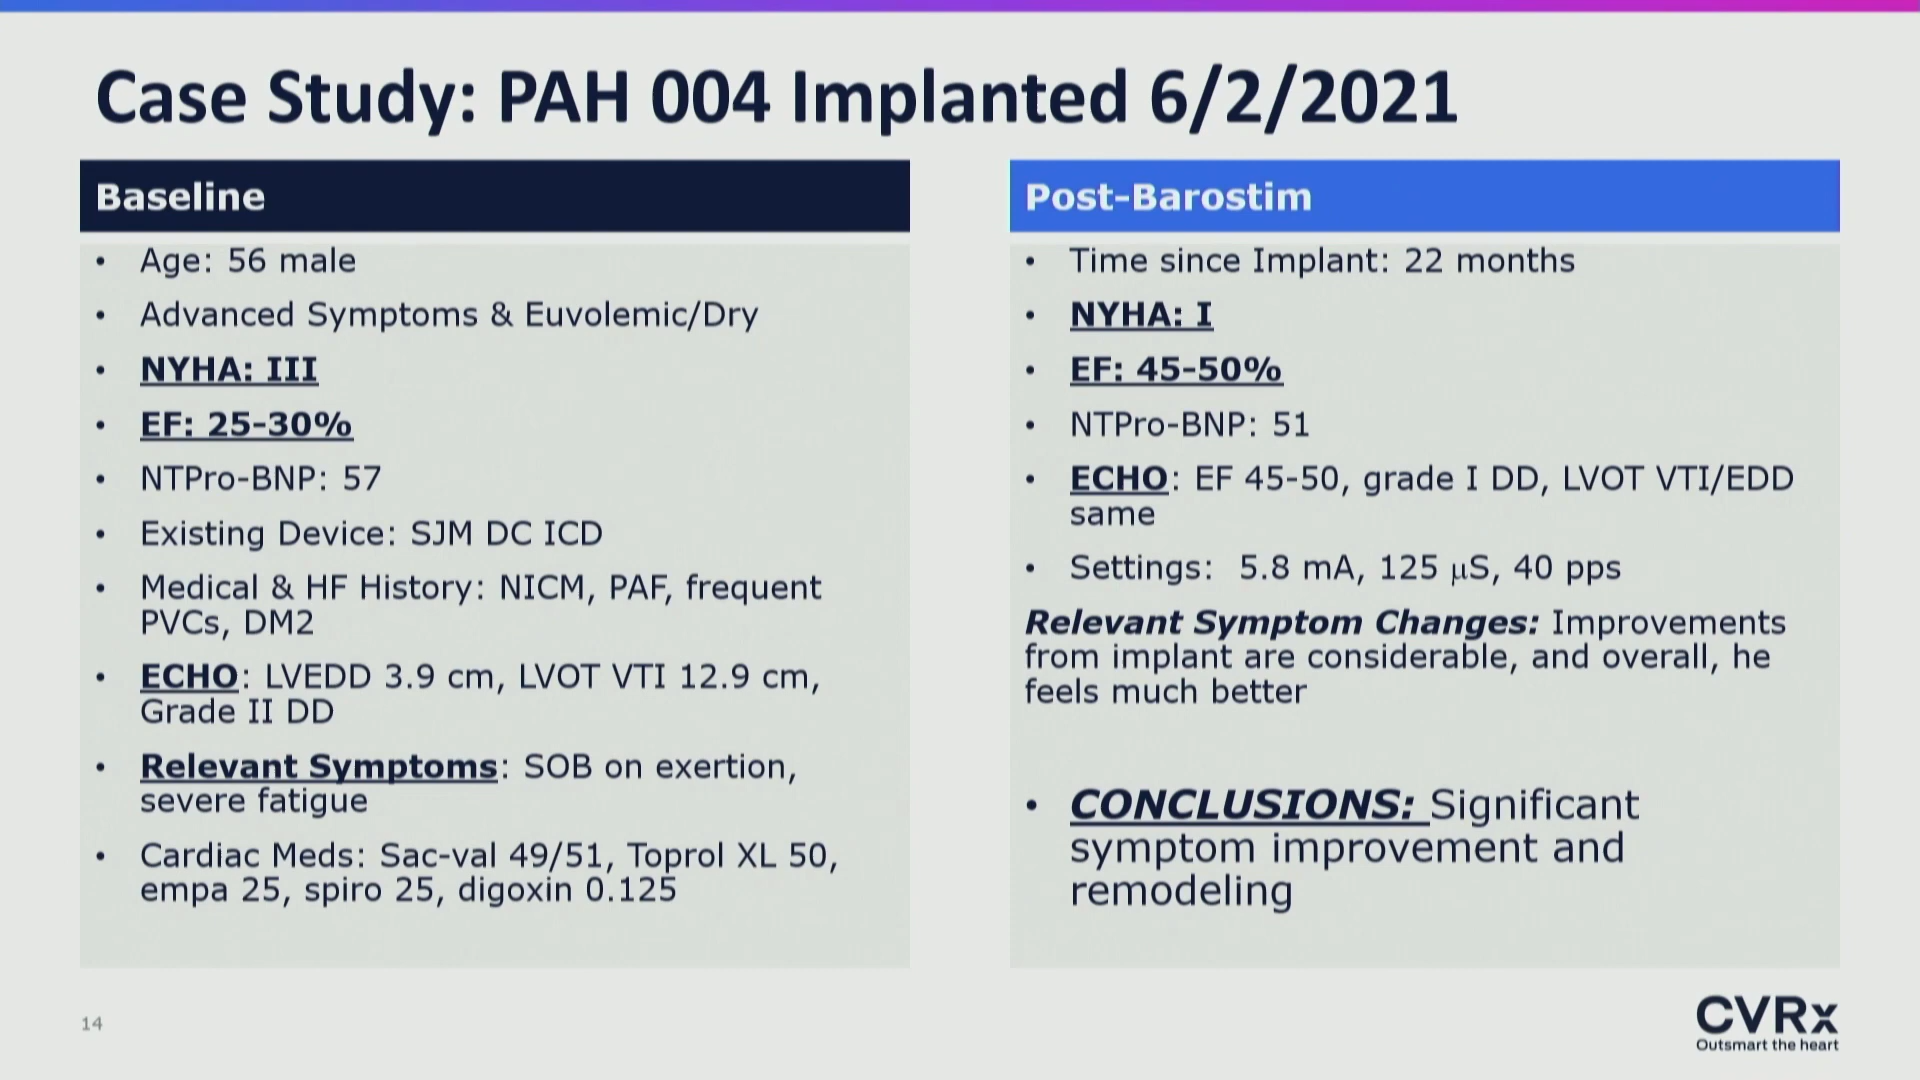 Case Study: PAH 004 Implanted 6/2/2021
Baseline
• Age: 56 male
• Advanced Symptoms & Euvolemic/Dry
• NYHA: III
• EF: 25-30%
• NTPro-BNP: 57
• Existing Device: SJM DC ICD
• Medical & HF History: NICM, PAF, frequent
PVCs, DM2
• ECHO: LVEDD 3.9 cm, LVOT VTI 12.9 cm,
Grade II DD
• Relevant Symptoms: SOB on exertion,
severe fatigue
• Cardiac Meds: Sac-val 49/51, Toprol XL 50,
empa 25, spiro 25, digoxin 0.125
Post-Barostim
• Time since Implant: 22 months
• NYHA: I
• EF: 45-50%
• NTPro-BNP: 51
• ECHO: EF 45-50, grade I DD, LVOT VTI/EDD
same
• Settings: 5.8 mA, 125 μS, 40 pps
Relevant Symptom Changes: Improvements
from implant are considerable, and overall, he
feels much better
• CONCLUSIONS: Significant
symptom improvement and
remodeling
14
CVRx
Outsmart the heart